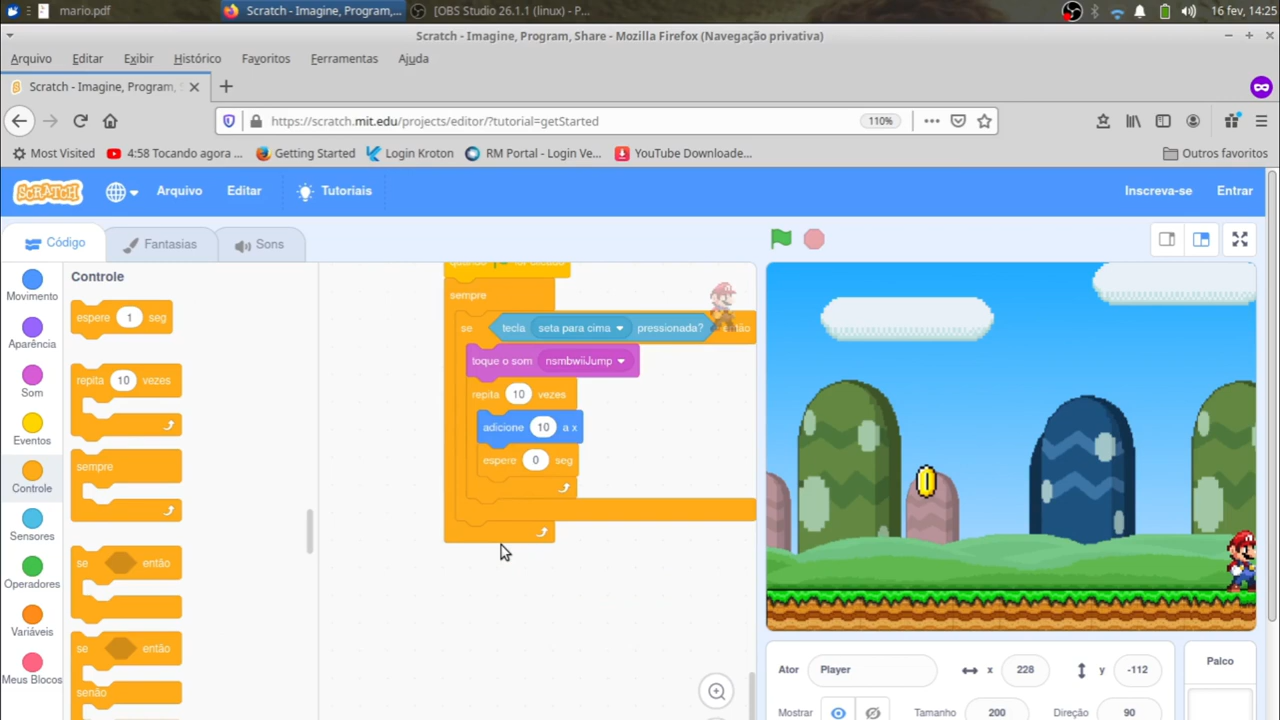 mario.pdf
Scratch - Imagine, Program,...
[OBS Studio 26.1.1 (linux) - P...
16 fev, 14:25
Scratch - Imagine, Program, Share - Mozilla Firefox (Navegação privativa)
Arquivo Editar Exibir Histórico Favoritos Ferramentas Ajuda
Scratch - Imagine, Program,
https://scratch.mit.edu/projects/editor/?tutorial=getStarted
110%
Most Visited
4:58 Tocando agora ...
Getting Started
Login Kroton
RM Portal - Login Ve...
YouTube Downloade...
Outros favoritos
SCRATCH
Arquivo
Editar
Tutoriais
Inscreva-se
Entrar
Código
Fantasias
Sons
Movimento
Aparência
Som
Eventos
Controle
Sensores
Operadores
Variáveis
Meus Blocos
Controle
espere 1 seg
repita 10 vezes
sempre
se então
se então
senão
sempre
se tecla seta para cima pressionada? então
toque o som nsmbwiiJump
repita 10 vezes
adicione 10 a x
espere 0 seg
Ator Player x 228 y -112
Mostrar Tamanho 200 Direção 90
Palco